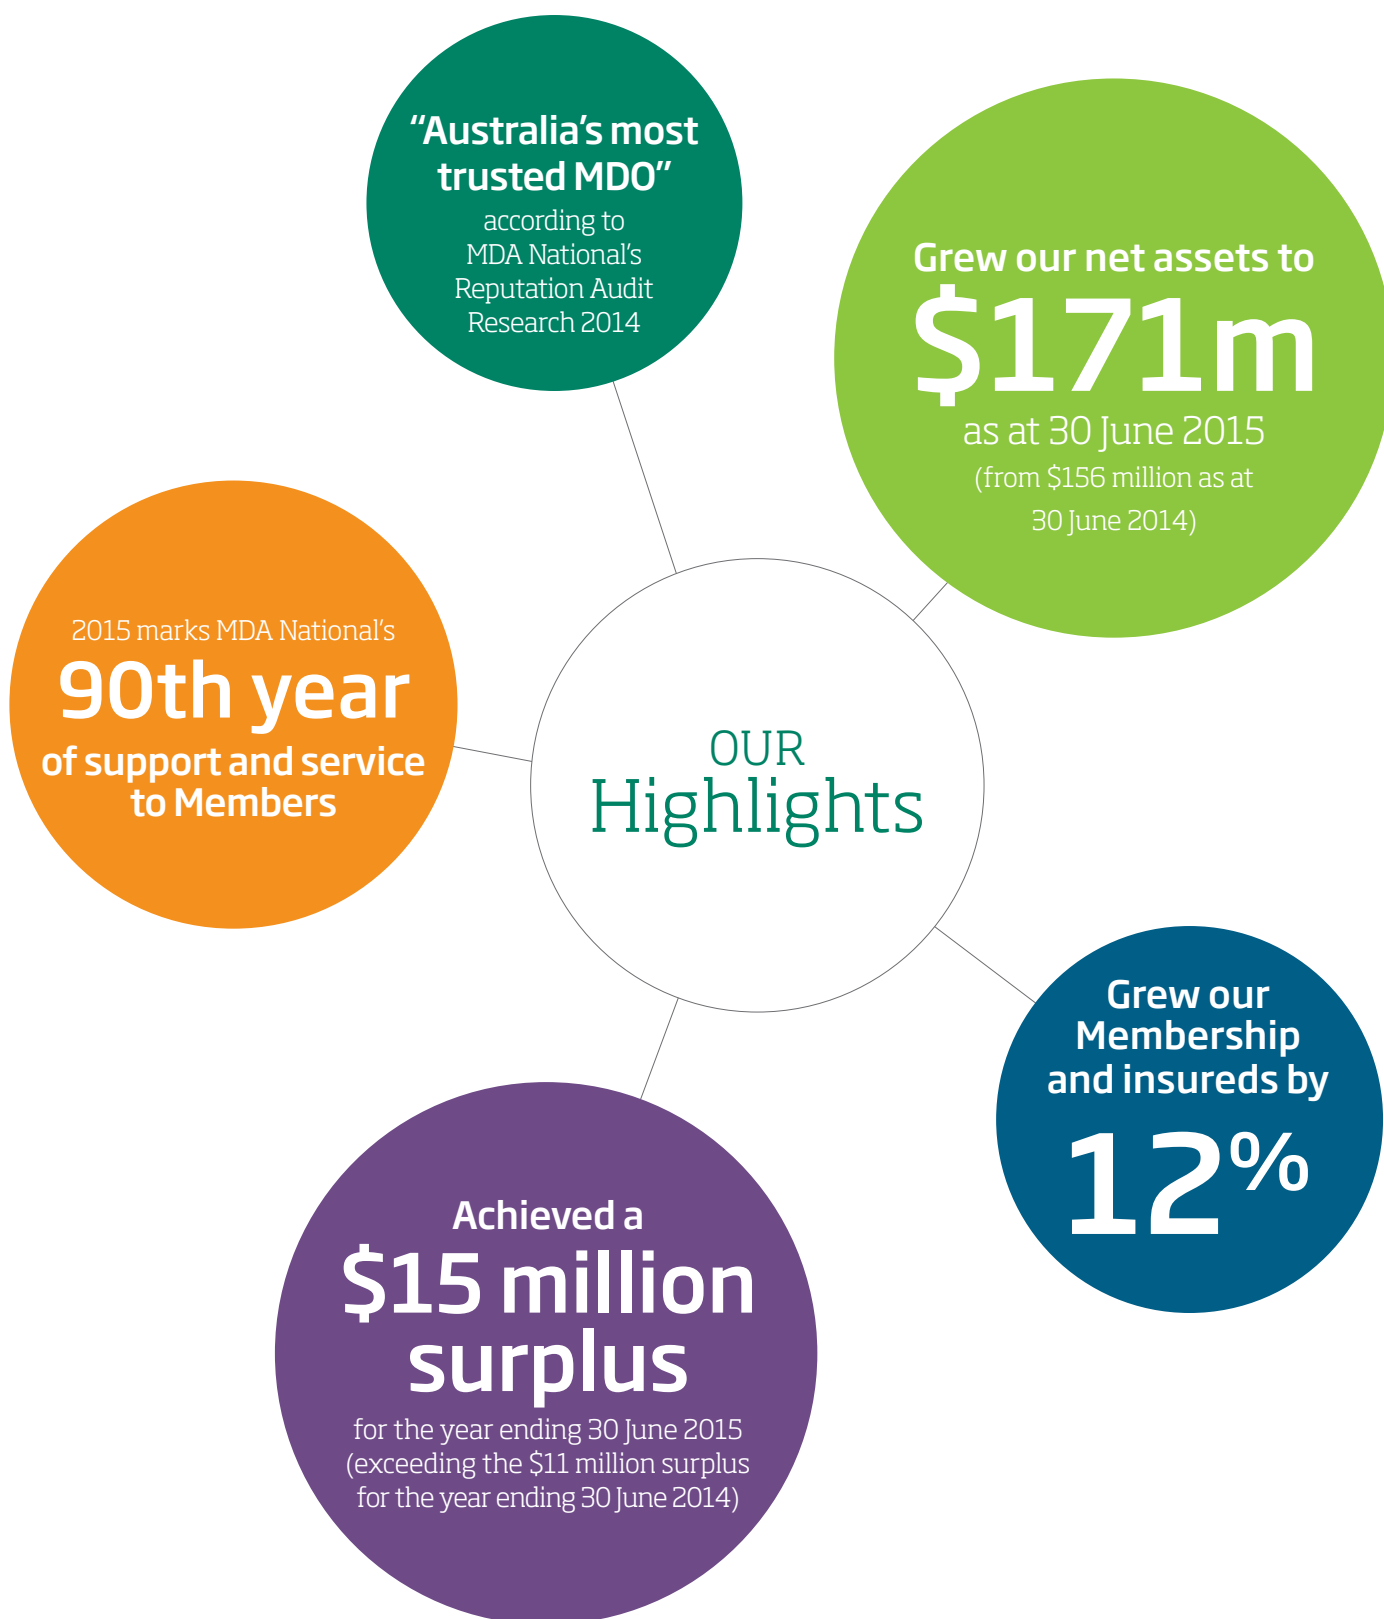 “Australia’s most
trusted MDO”
according to
MDA National’s
Reputation Audit
Research 2014
Grew our net assets to
$171m
as at 30 June 2015
(from $156 million as at
30 June 2014)
2015 marks MDA National’s
90th year
of support and service
to Members
OUR
Highlights
Grew our
Membership
and insureds by
12%
Achieved a
$15 million
surplus
for the year ending 30 June 2015
(exceeding the $11 million surplus
for the year ending 30 June 2014)